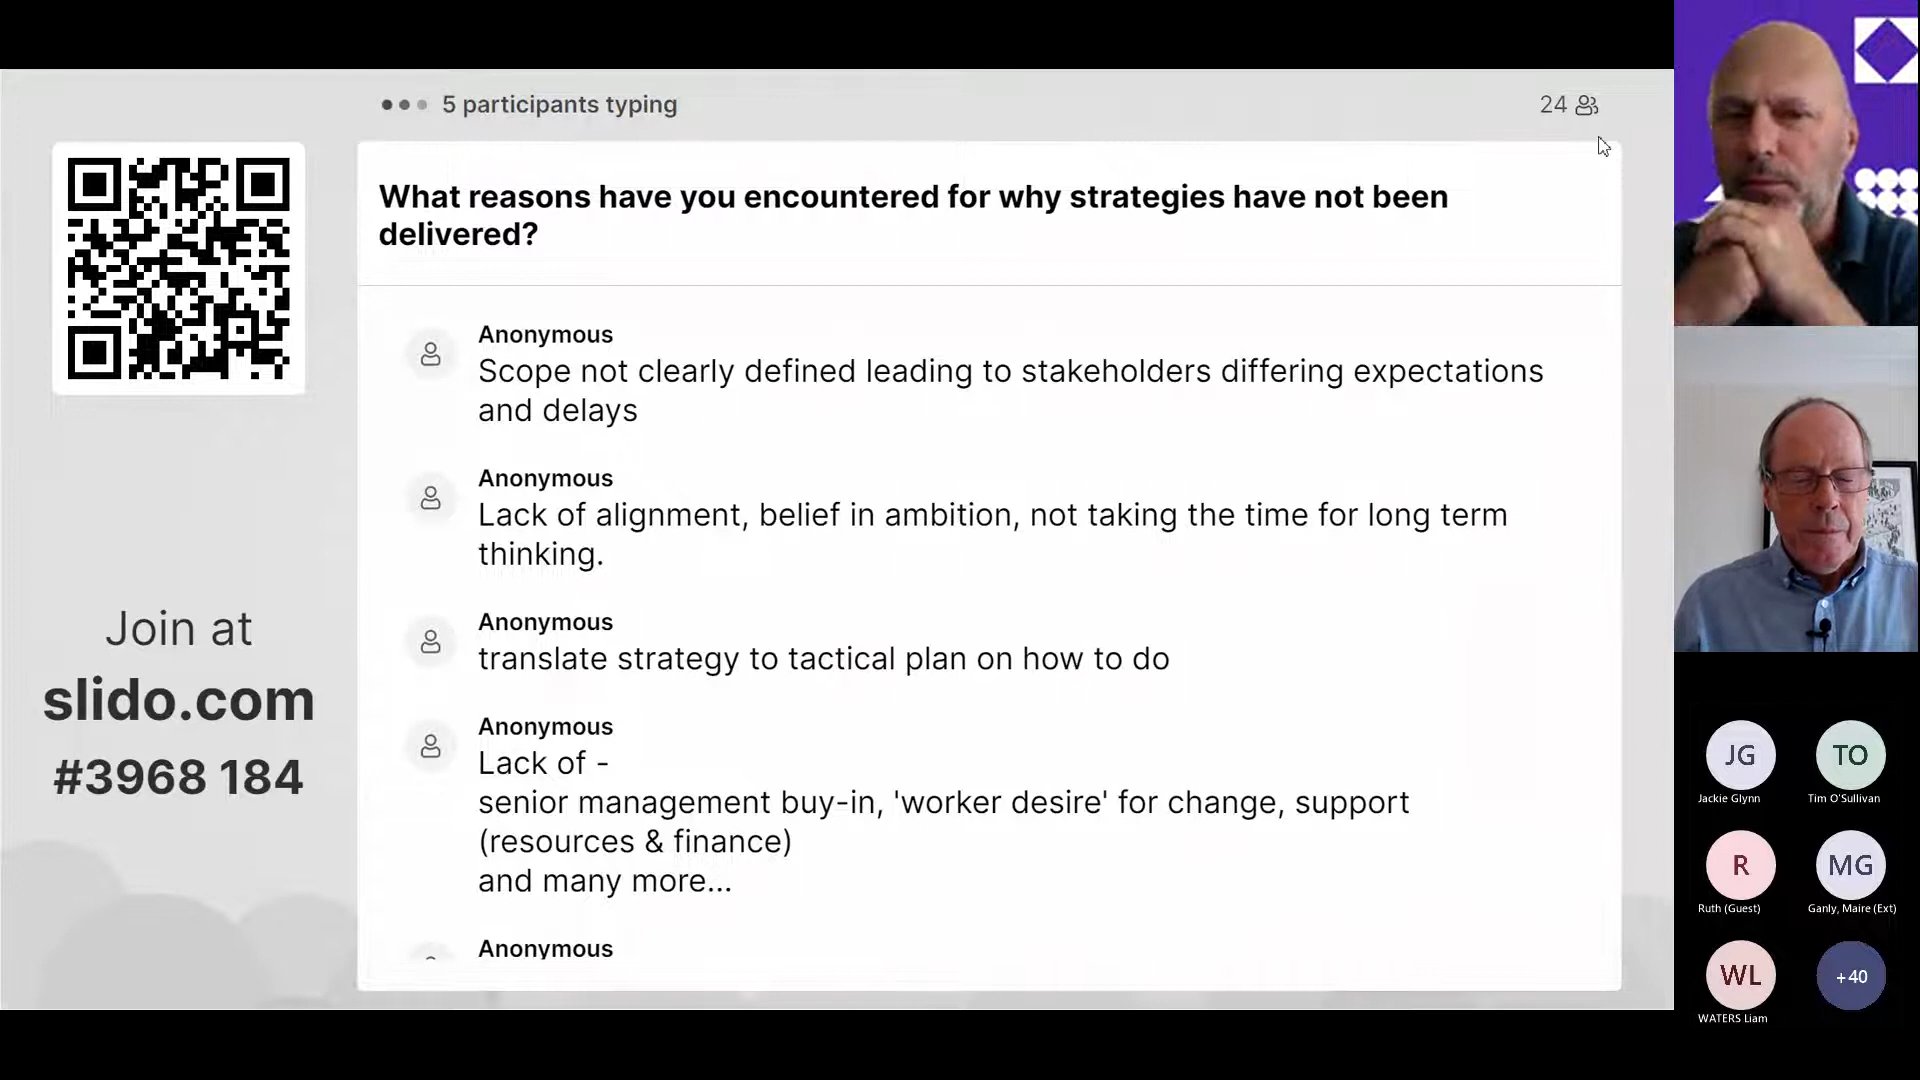 5 participants typing
24
What reasons have you encountered for why strategies have not been
delivered?
Anonymous
Scope not clearly defined leading to stakeholders differing expectations
and delays
Anonymous
Lack of alignment, belief in ambition, not taking the time for long term
thinking.
Anonymous
translate strategy to tactical plan on how to do
Anonymous
Lack of -
senior management buy-in, 'worker desire' for change, support
(resources & finance)
and many more...
Anonymous
Join at
slido.com
#3968 184
JG
Jackie Glynn
TO
Tim O'Sullivan
R
Ruth (Guest)
MG
Ganly, Maire (Ext)
WL
WATERS Liam
+40